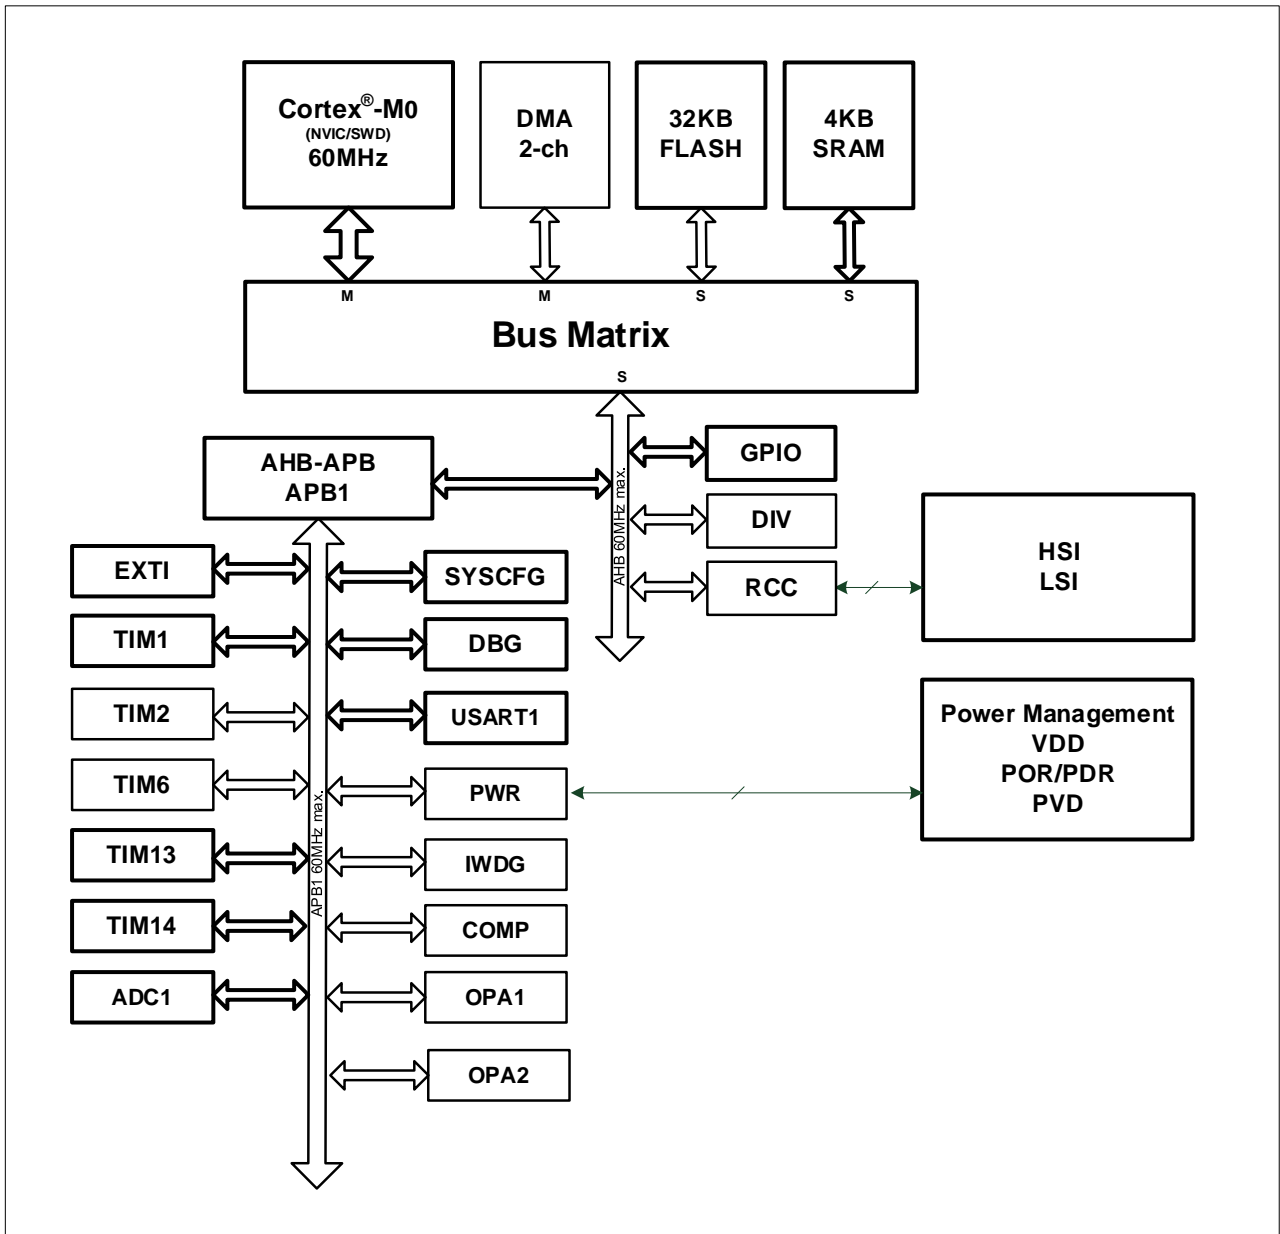 Cortex®-M0
(NVIC/SWD)
60MHz
DMA
2-ch
32KB
FLASH
4KB
SRAM
M
M
S
S
Bus Matrix
S
AHB-APB
APB1
AHB 60MHz max.
GPIO
DIV
RCC
HSI
LSI
EXTI
SYSCFG
TIM1
DBG
TIM2
USART1
Power Management
VDD
POR/PDR
PVD
TIM6
PWR
APB1 60MHz max.
TIM13
IWDG
TIM14
COMP
ADC1
OPA1
OPA2